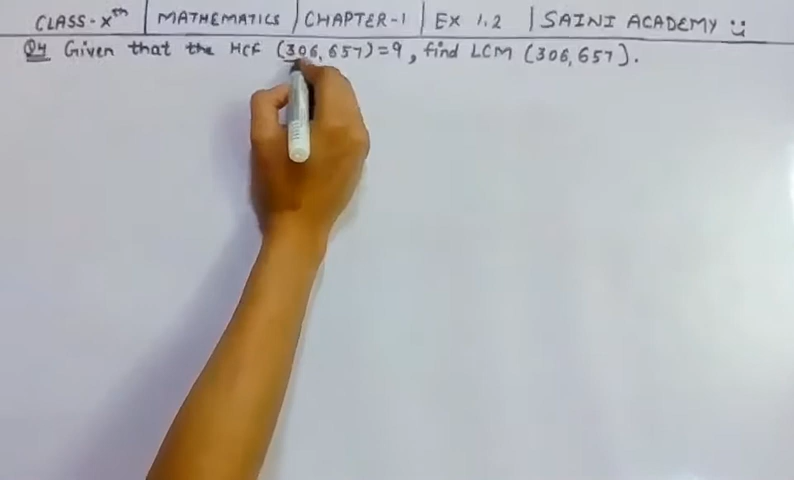 CLASS-Xth | MATHEMATICS | CHAPTER-1 | EX 1.2 | SAINI ACADEMY
Q4 Given that the HCF (306,657)=9, find LCM (306,657).